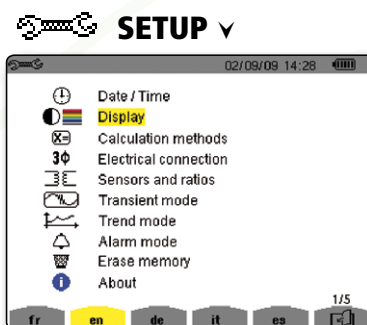 SETUP
02/09/09 14:28
Date / Time
Display
X= Calculation methods
3ϕ Electrical connection
Sensors and ratios
Transient mode
Trend mode
Alarm mode
Erase memory
i About
1/5
fr en de it es